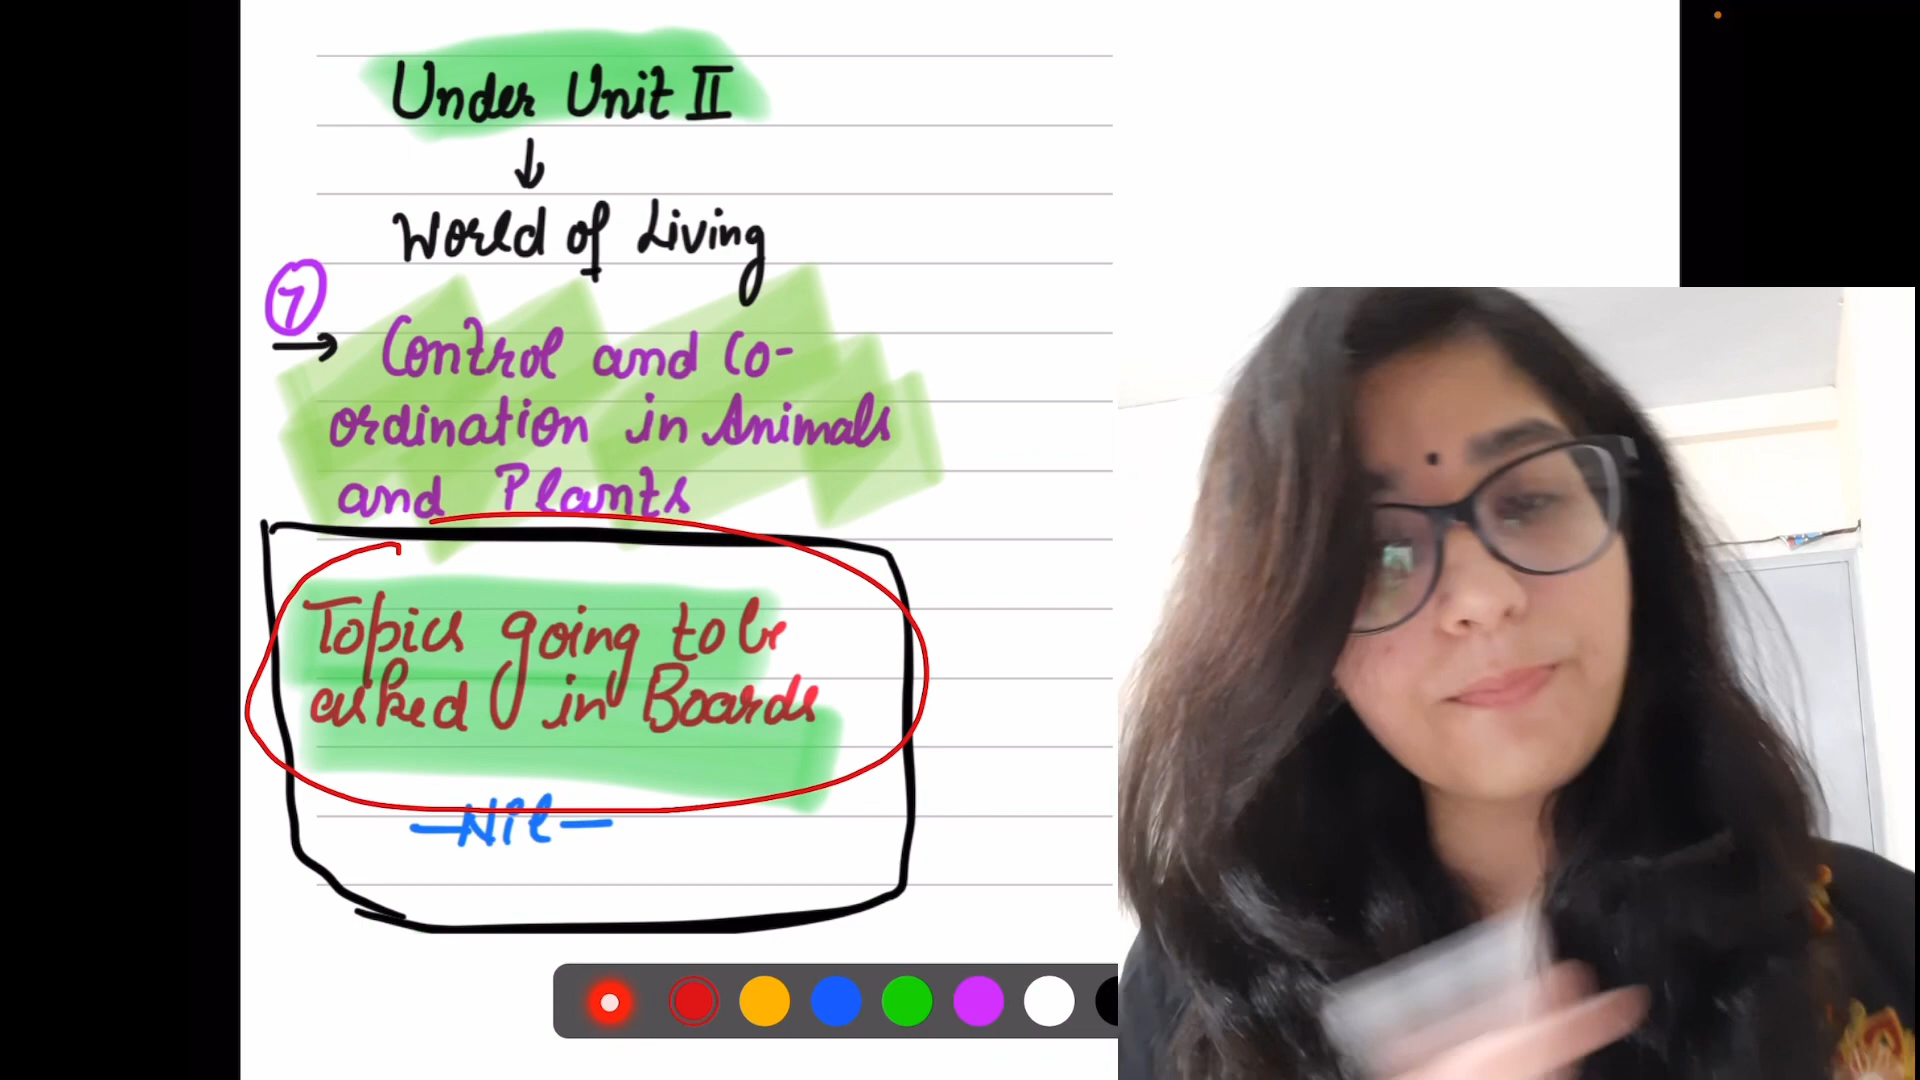 Under Unit II
↓
World of Living
7
→ Control and Co-
ordination in Animals
and Plants
Topics going to be
asked in Boards
—Nil—